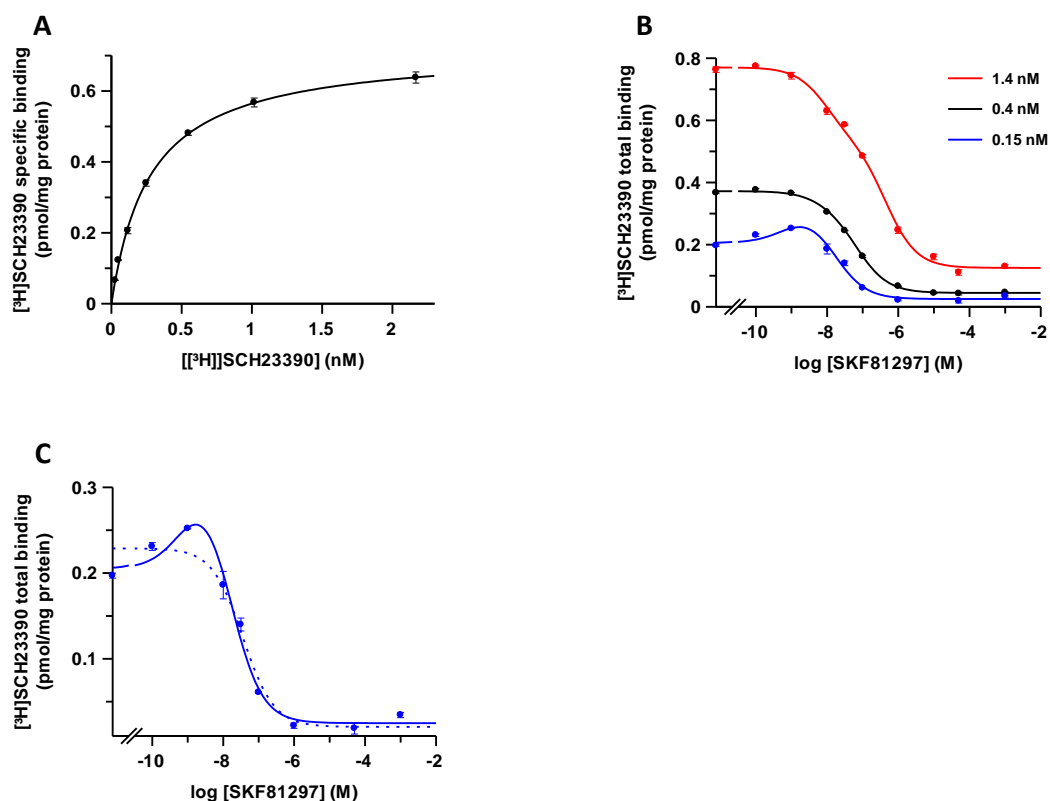 A
[³H]SCH23390 specific binding
(pmol/mg protein)
0.6
0.4
0.2
0
0
0.5
1
1.5
2
[[³H]]SCH23390] (nM)
B
[³H]SCH23390 total binding
(pmol/mg protein)
0.8
0.6
0.4
0.2
0
-10
-8
-6
-4
-2
log [SKF81297] (M)
1.4 nM
0.4 nM
0.15 nM
C
[³H]SCH23390 total binding
(pmol/mg protein)
0.3
0.2
0.1
-10
-8
-6
-4
-2
log [SKF81297] (M)